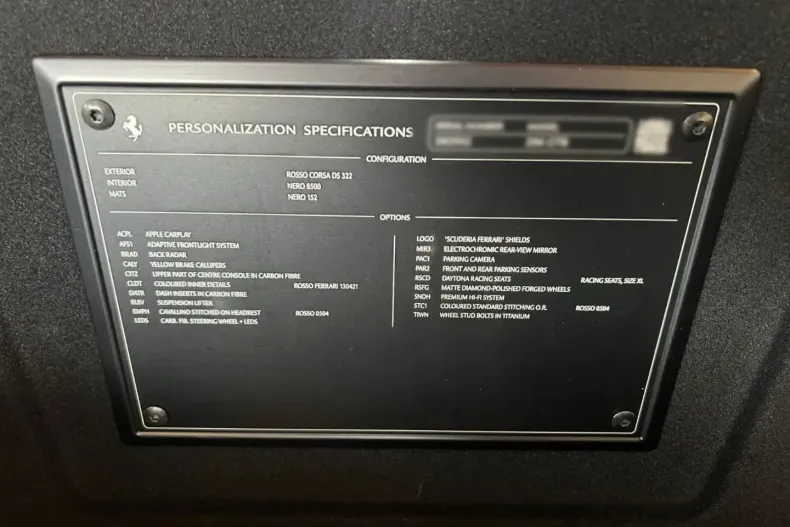 PERSONALIZATION SPECIFICATIONS
CONFIGURATION
EXTERIOR ROSSO CORSA DS 322
INTERIOR NERO 8500
MATS NERO 152
OPTIONS
ACPL APPLE CARPLAY
AFS1 ADAPTIVE FRONTLIGHT SYSTEM
BRAD BACK RADAR
CALY YELLOW BRAKE CALLIPERS
CITZ UPPER PART OF CENTRE CONSOLE IN CARBON FIBRE
CLDT COLOURED INNER DETAILS ROSSO FERRARI 130421
DATR DASH INSERTS IN CARBON FIBRE
ELEV SUSPENSION LIFTER
EMPH CAVALLINO STITCHED ON HEADREST ROSSO 0504
LEDS CARB. FIB. STEERING WHEEL + LEDS
LOGO 'SCUDERIA FERRARI' SHIELDS
MIR3 ELECTROCHROMIC REAR-VIEW MIRROR
PAC1 PARKING CAMERA
PAR2 FRONT AND REAR PARKING SENSORS
RSCD DAYTONA RACING SEATS RACING SEATS, SIZE XL
RSFG MATTE DIAMOND-POLISHED FORGED WHEELS
SNDH PREMIUM HI-FI SYSTEM
STC1 COLOURED STANDARD STITCHING O.R. ROSSO 8504
TIWN WHEEL STUD BOLTS IN TITANIUM